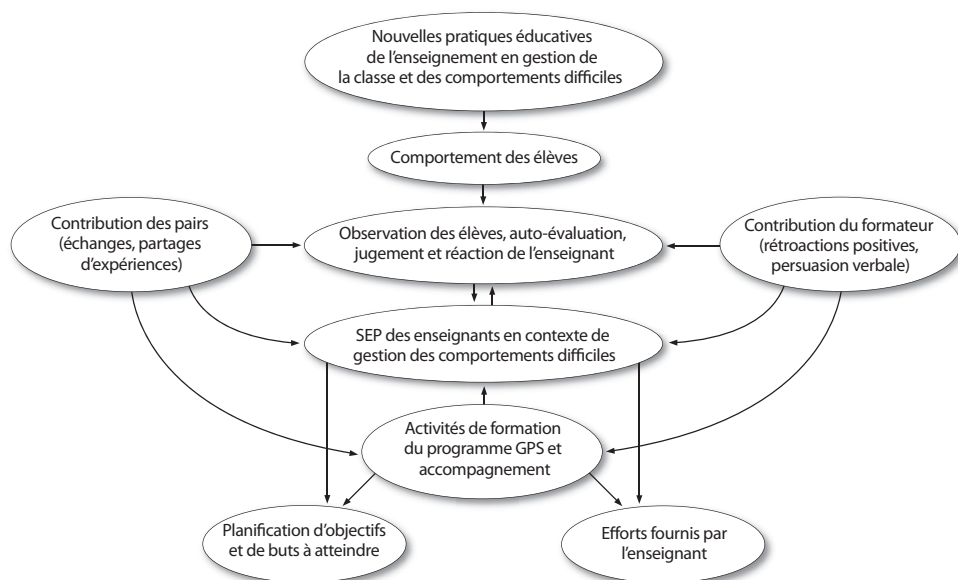 Nouvelles pratiques éducatives
de l’enseignement en gestion de
la classe et des comportements difficiles
Comportement des élèves
Contribution des pairs
(échanges, partages
d’expériences)
Observation des élèves, auto-évaluation,
jugement et réaction de l’enseignant
Contribution du formateur
(rétroactions positives,
persuasion verbale)
SEP des enseignants en contexte de
gestion des comportements difficiles
Activités de formation
du programme GPS et
accompagnement
Planification d’objectifs
et de buts à atteindre
Efforts fournis par
l’enseignant